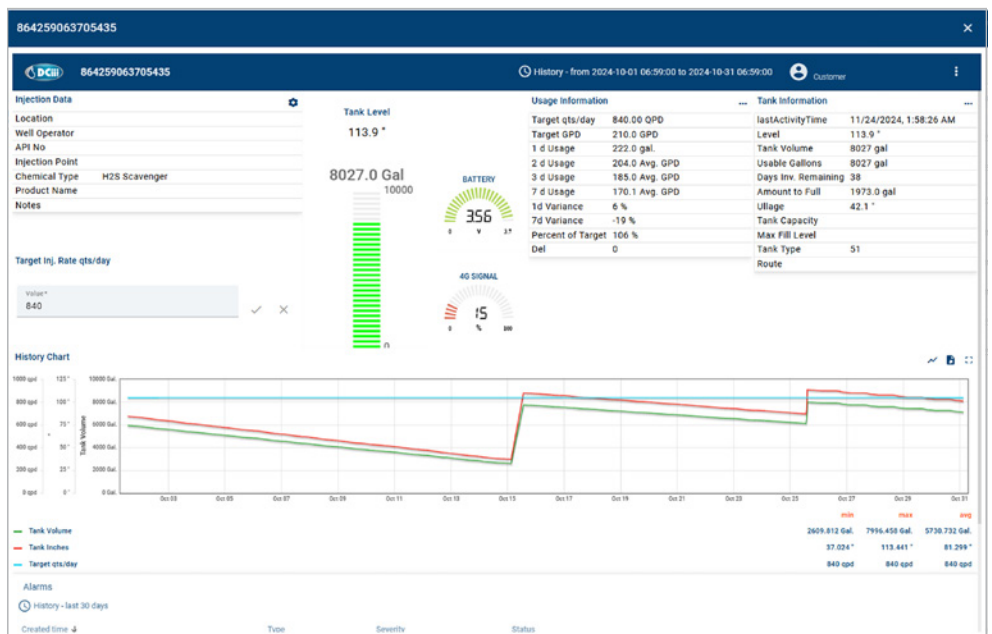 864259063705435
×
DCiii 864259063705435 History - from 2024-10-01 06:59:00 to 2024-10-31 06:59:00 Customer
Injection Data
Location
Well Operator
API No
Injection Point
Chemical Type H2S Scavenger
Product Name
Notes
Target Inj. Rate qts/day
Value*
840
Tank Level
113.9 "
8027.0 Gal
10000
0
BATTERY
3.56
0 V 3.9
4G SIGNAL
15
0 % 100
Usage Information ...
Target qts/day 840.00 QPD
Target GPD 210.0 GPD
1 d Usage 222.0 gal.
2 d Usage 204.0 Avg. GPD
3 d Usage 185.0 Avg. GPD
7 d Usage 170.1 Avg. GPD
1d Variance 6 %
7d Variance -19 %
Percent of Target 106 %
Del 0
Tank Information ...
lastActivityTime 11/24/2024, 1:58:26 AM
Level 113.9 "
Tank Volume 8027 gal
Usable Gallons 8027 gal
Days Inv. Remaining 38
Amount to Full 1973.0 gal
Ullage 42.1 "
Tank Capacity
Max Fill Level
Tank Type 51
Route
History Chart
1000 qpd 125 " 10000 Gal.
800 qpd 100 " 8000 Gal.
600 qpd 75 " 6000 Gal.
400 qpd 50 " 4000 Gal.
200 qpd 25 " 2000 Gal.
0 qpd 0 " 0 Gal.
"
Tank Volume
Oct 03 Oct 05 Oct 07 Oct 09 Oct 11 Oct 13 Oct 15 Oct 17 Oct 19 Oct 21 Oct 23 Oct 25 Oct 27 Oct 29 Oct 31
min max avg
Tank Volume 2609.812 Gal. 7996.458 Gal. 5730.732 Gal.
Tank Inches 37.024 " 113.441 " 81.299 "
Target qts/day 840 qpd 840 qpd 840 qpd
Alarms
History - last 30 days
Created time Type Severity Status